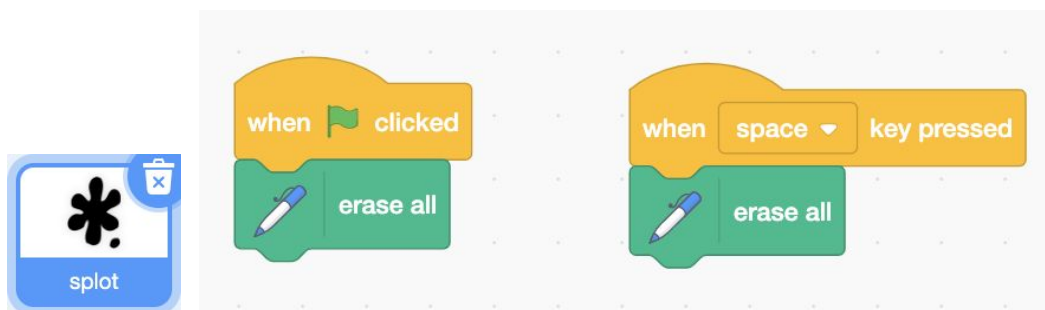 when clicked
erase all
when space key pressed
erase all
splot